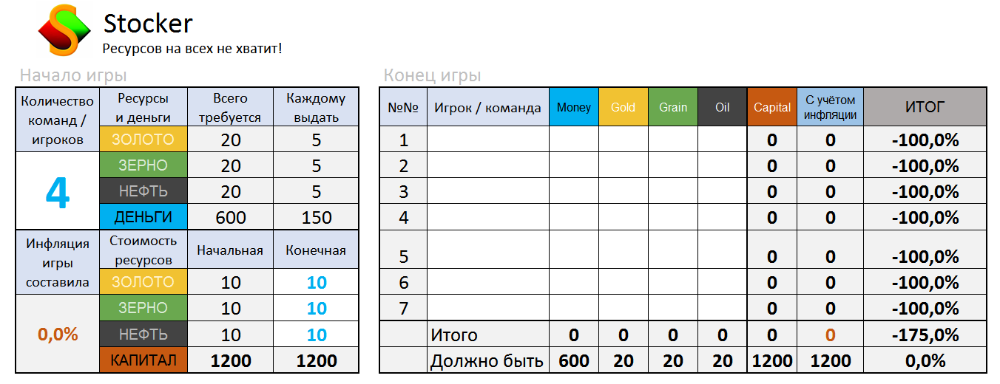 Stocker
Ресурсов на всех не хватит!
Начало игры
Количество команд / игроков Ресурсы и деньги Всего требуется Каждому выдать
ЗОЛОТО 20 5
4 ЗЕРНО 20 5
НЕФТЬ 20 5
ДЕНЬГИ 600 150
Инфляция игры составила Стоимость ресурсов Начальная Конечная
ЗОЛОТО 10 10
0,0% ЗЕРНО 10 10
НЕФТЬ 10 10
КАПИТАЛ 1200 1200
Конец игры
№№ Игрок / команда Money Gold Grain Oil Capital С учётом инфляции ИТОГ
1 0 0 -100,0%
2 0 0 -100,0%
3 0 0 -100,0%
4 0 0 -100,0%
5 0 0 -100,0%
6 0 0 -100,0%
7 0 0 -100,0%
Итого 0 0 0 0 0 0 -175,0%
Должно быть 600 20 20 20 1200 1200 0,0%